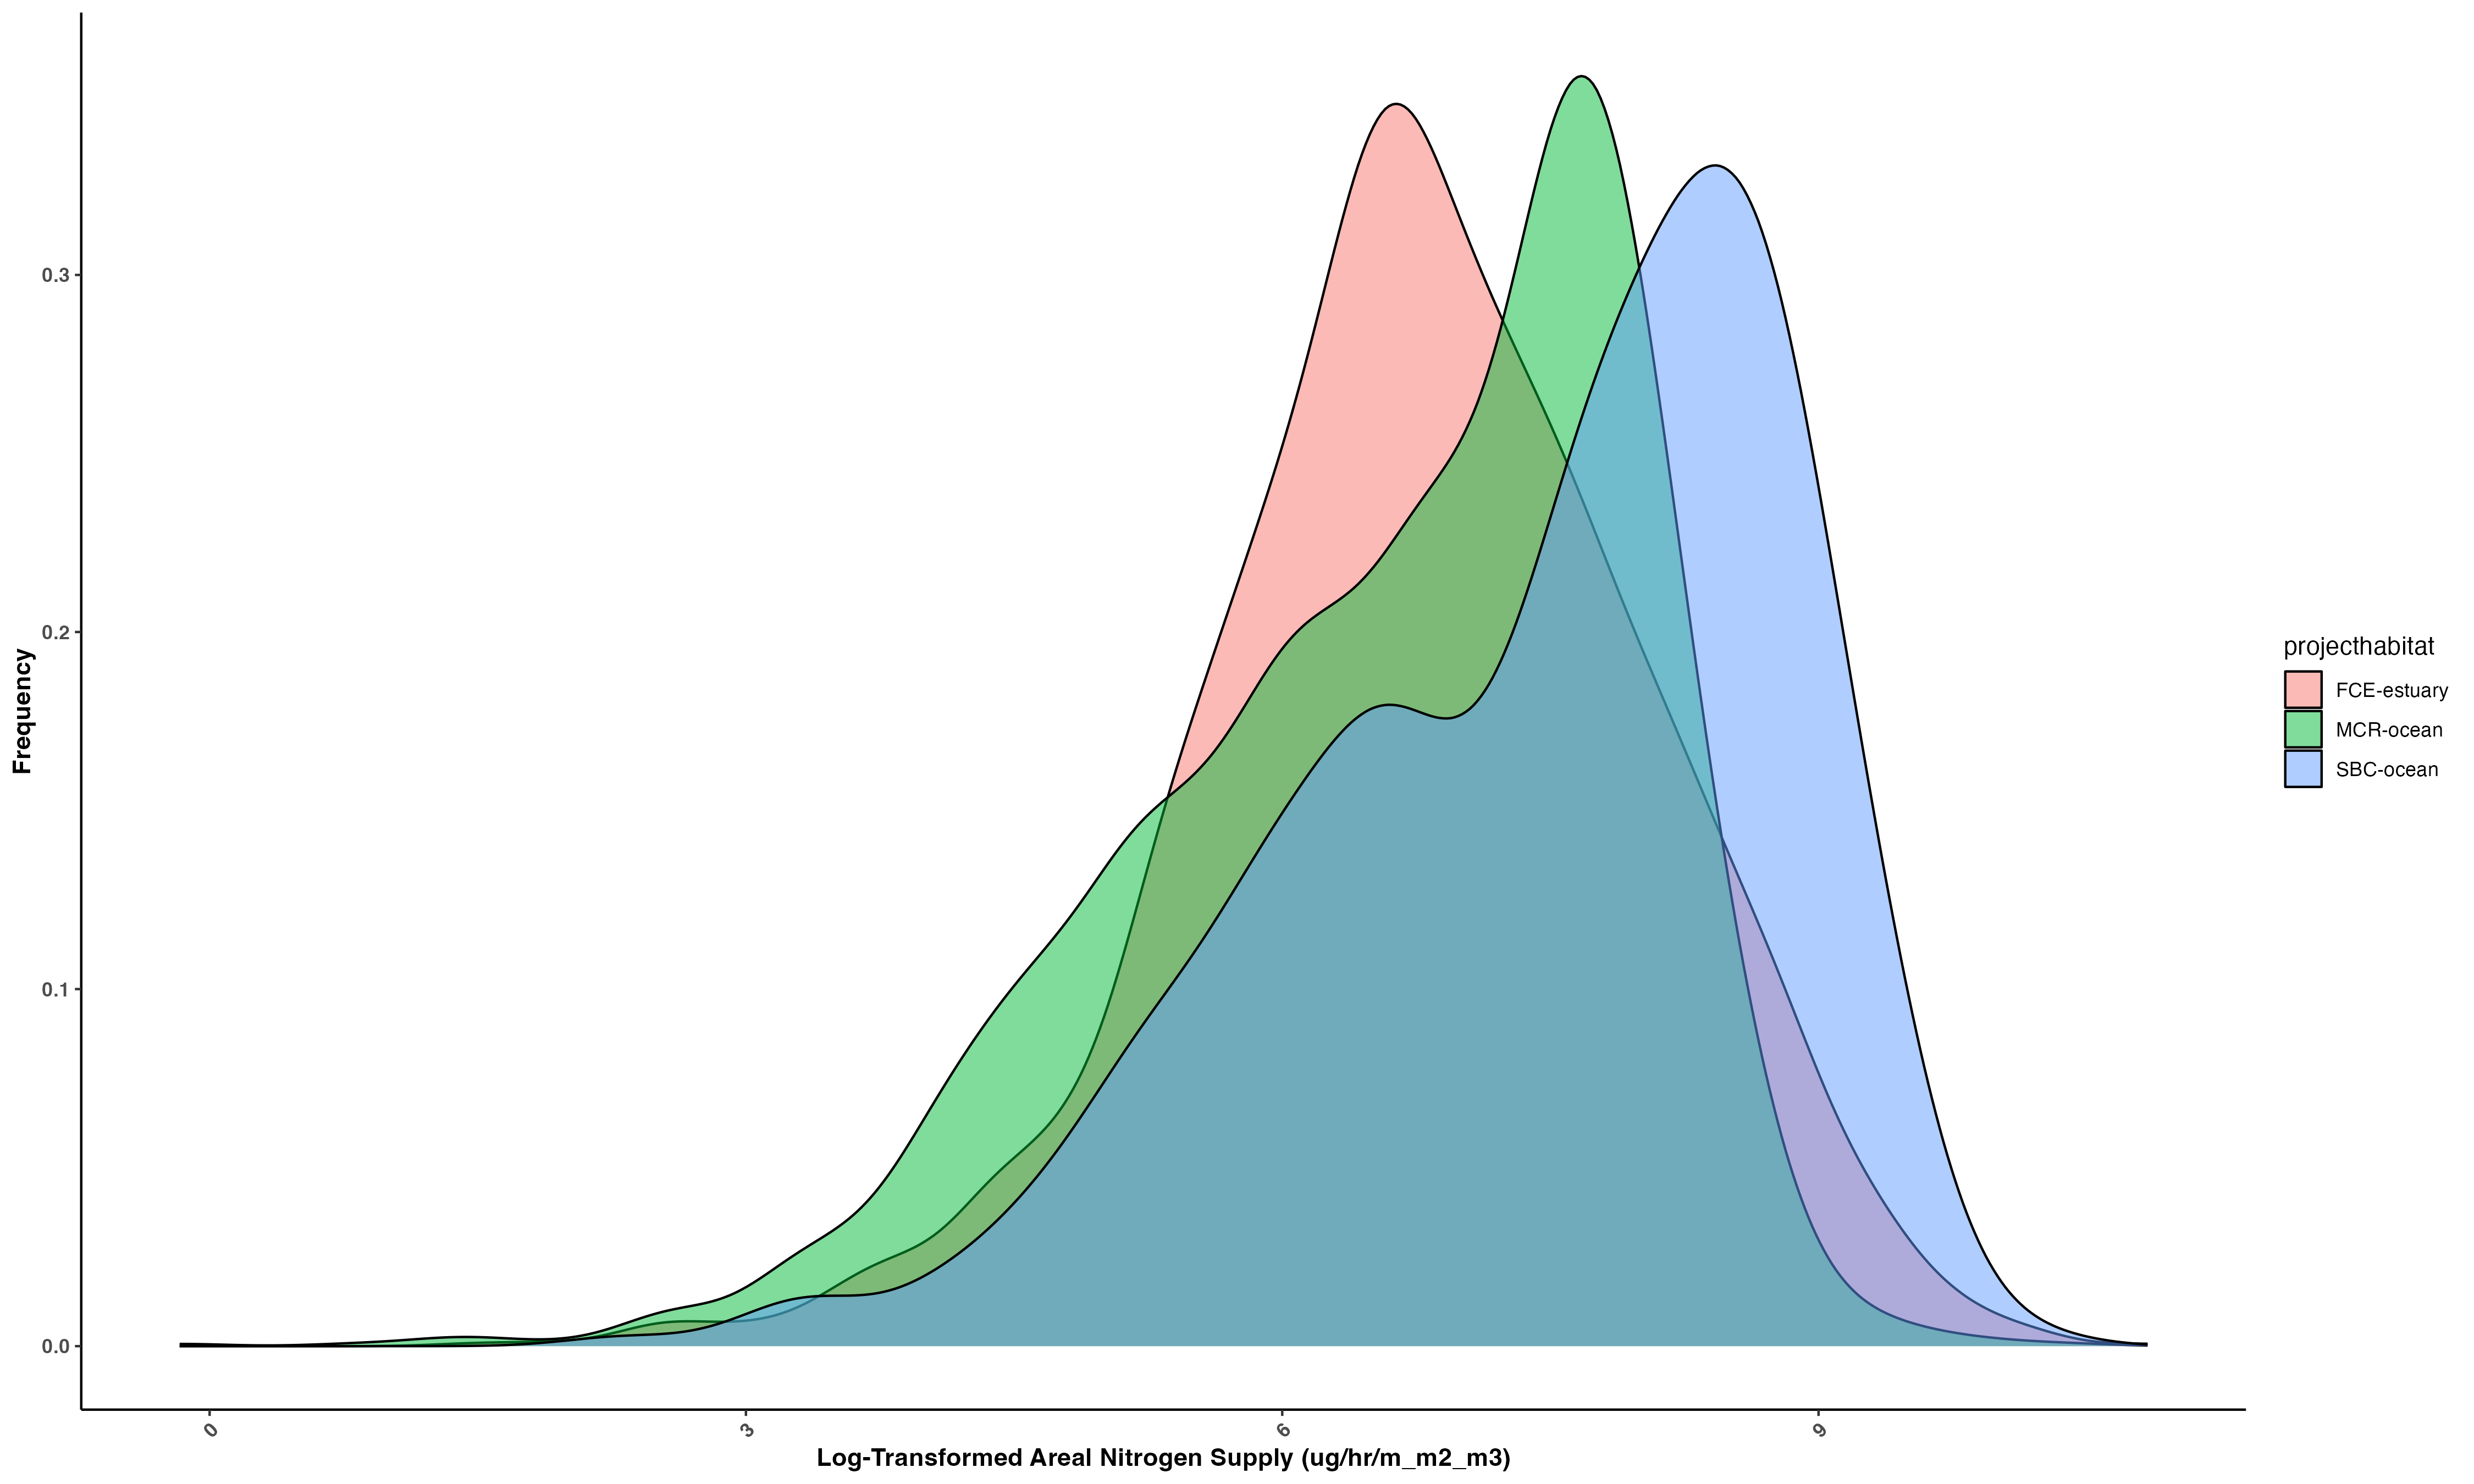 Frequency
0.3
0.2
0.1
0.0
0
3
6
9
Log-Transformed Areal Nitrogen Supply (ug/hr/m_m2_m3)
projecthabitat
FCE-estuary
MCR-ocean
SBC-ocean